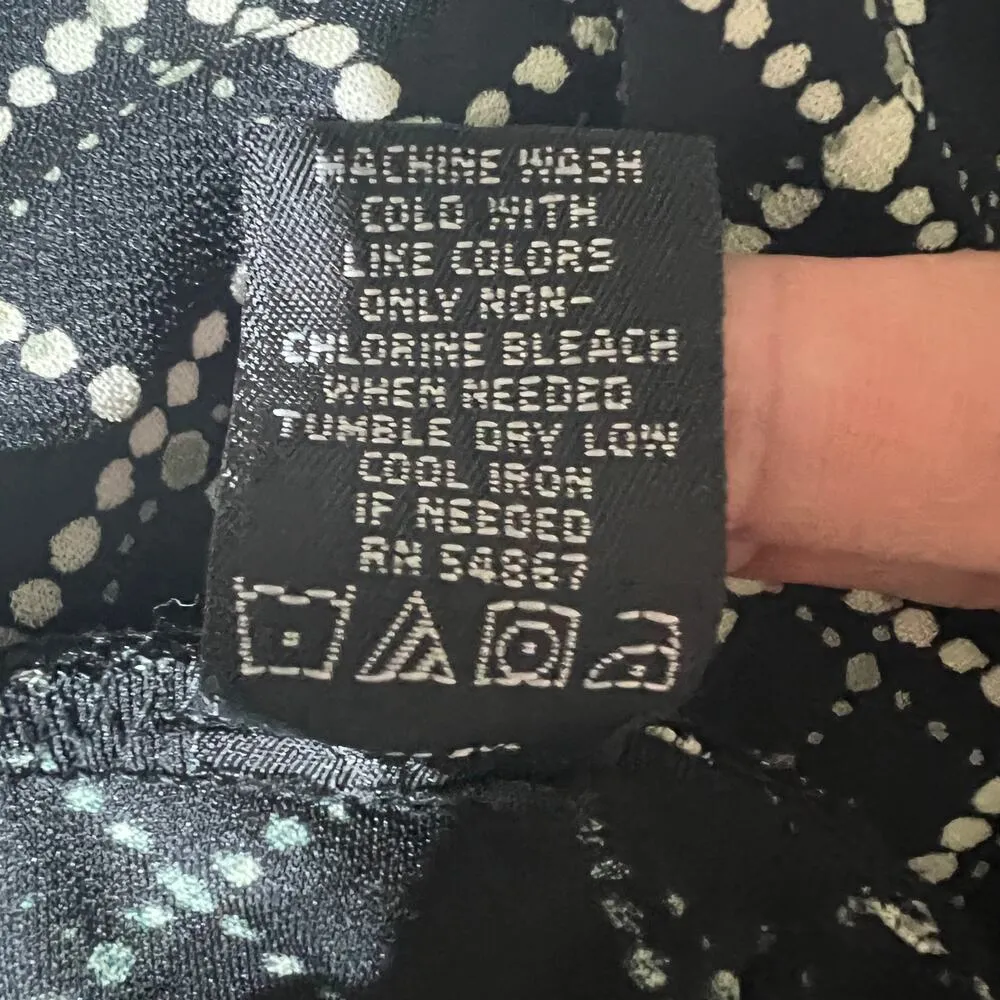 MACHINE WASH
COLD WITH
LIKE COLORS
ONLY NON-
CHLORINE BLEACH
WHEN NEEDED
TUMBLE DRY LOW
COOL IRON
IF NEEDED
RN 54867